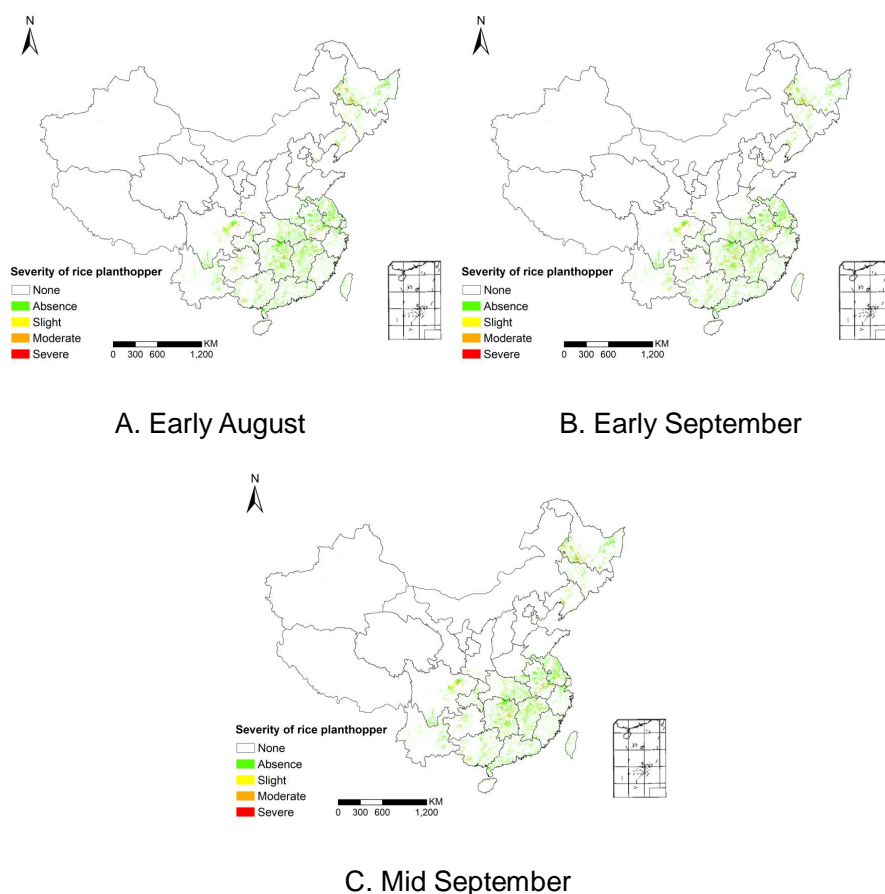 N
Severity of rice planthopper
None
Absence
Slight
Moderate
Severe
KM
0 300 600 1,200
N
Severity of rice planthopper
None
Absence
Slight
Moderate
Severe
KM
0 300 600 1,200
A. Early August
B. Early September
N
Severity of rice planthopper
None
Absence
Slight
Moderate
Severe
KM
0 300 600 1,200
C. Mid September